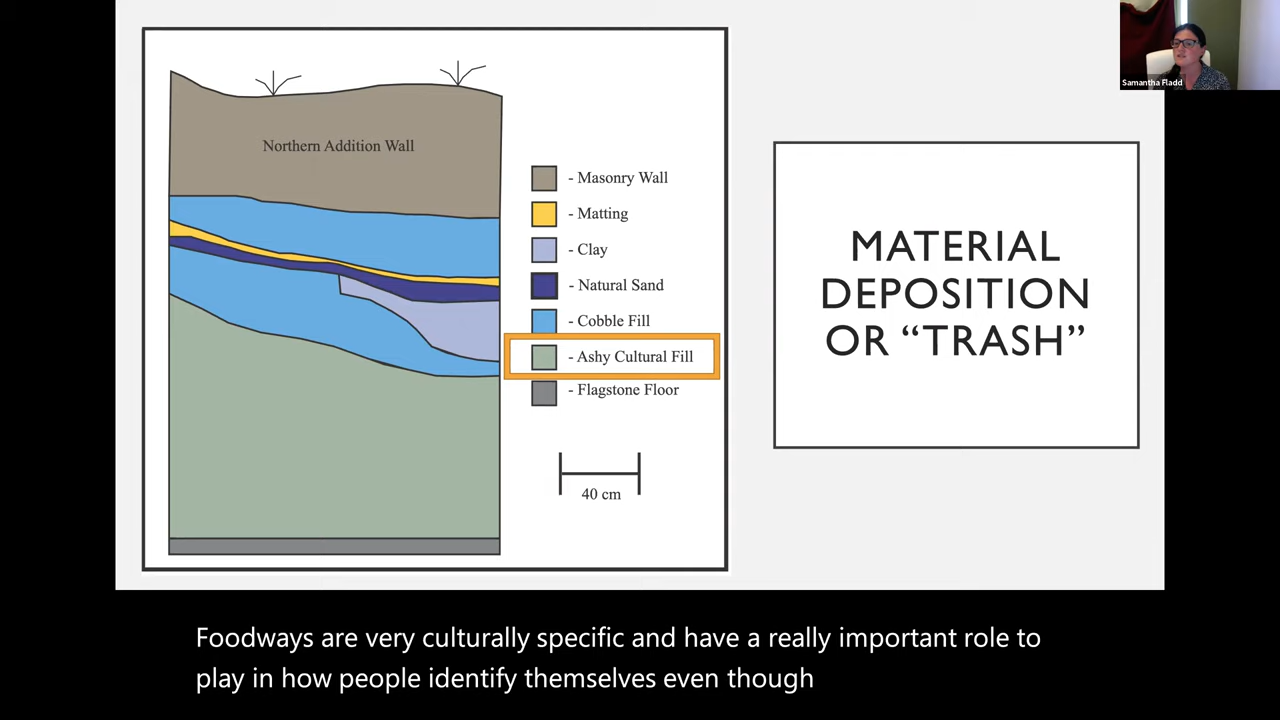 Samantha Fladd
Northern Addition Wall
- Masonry Wall
- Matting
- Clay
- Natural Sand
- Cobble Fill
- Ashy Cultural Fill
- Flagstone Floor
40 cm
MATERIAL
DEPOSITION
OR “TRASH”
Foodways are very culturally specific and have a really important role to
play in how people identify themselves even though